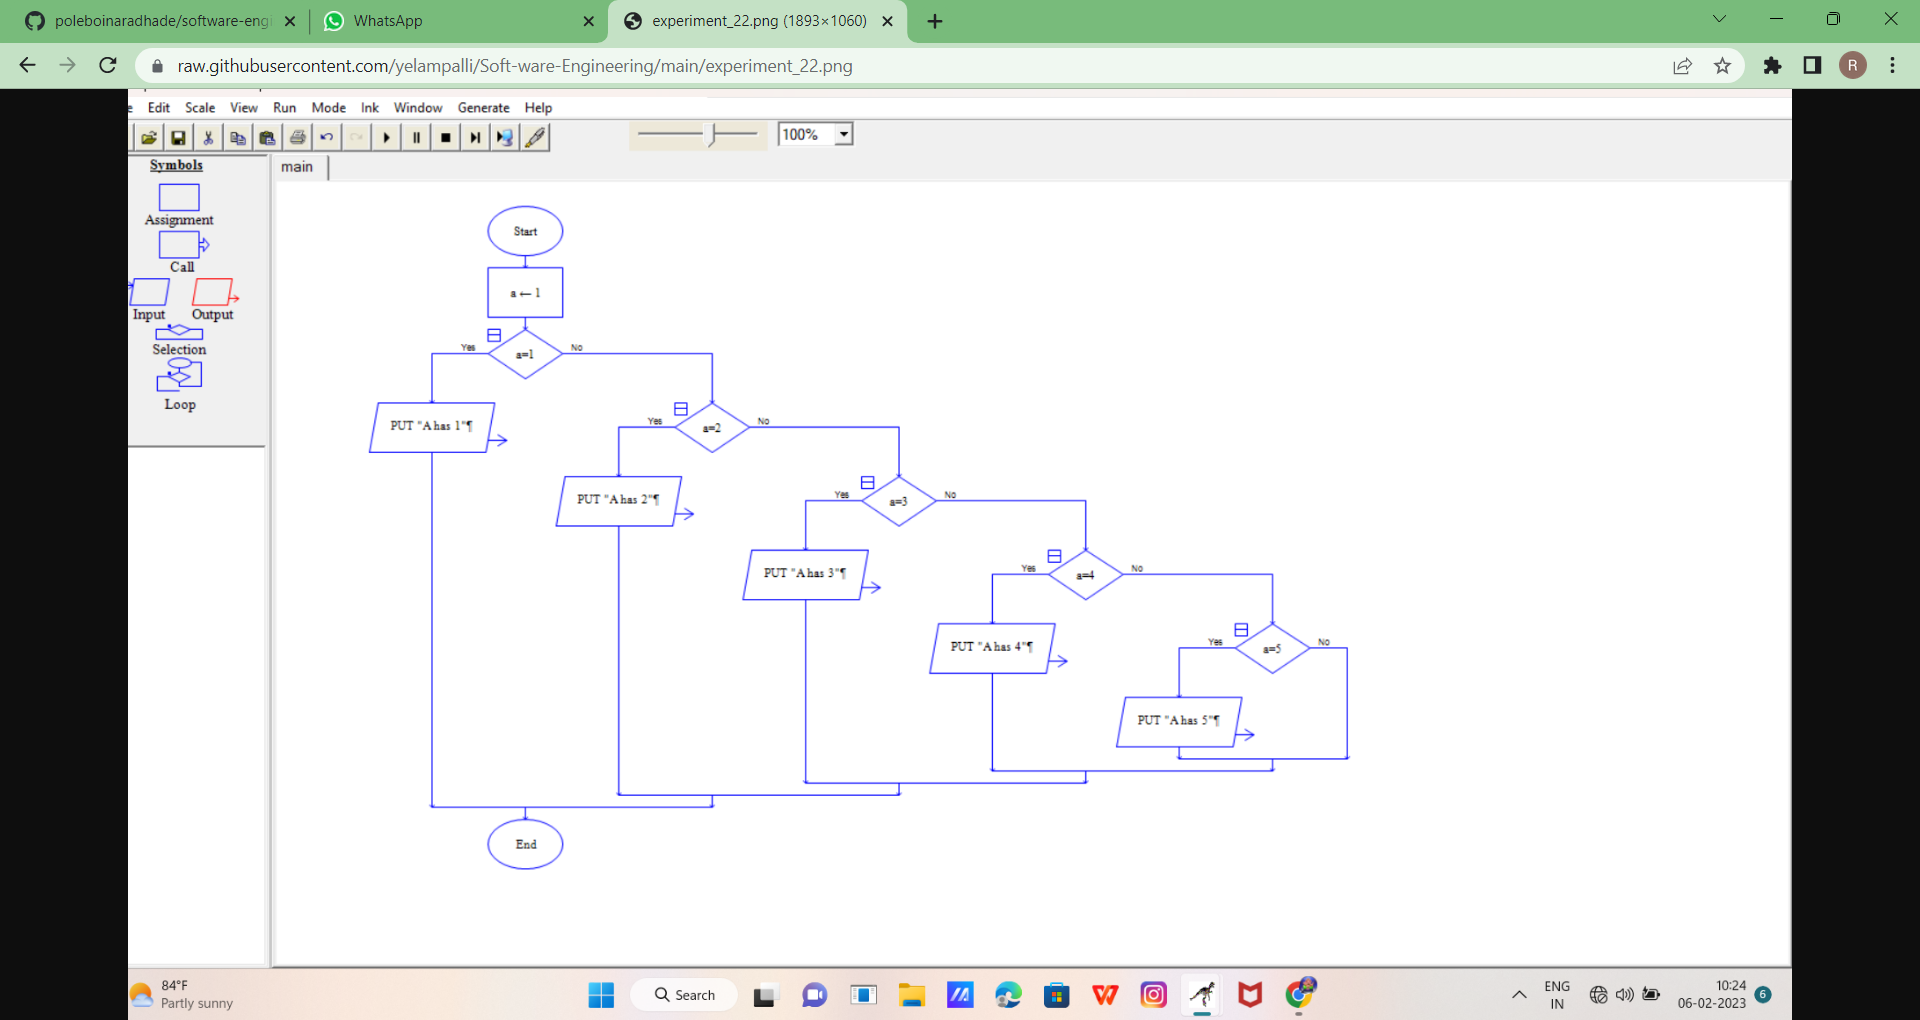 poleboinaradhade/software-engi
WhatsApp
experiment_22.png (1893×1060)
raw.githubusercontent.com/yelampalli/Soft-ware-Engineering/main/experiment_22.png
R
e Edit Scale View Run Mode Ink Window Generate Help
100%
Symbols
main
Assignment
Call
Input Output
Selection
Loop
Start
a ← 1
Yes a=1 No
PUT "A has 1"¶
Yes a=2 No
PUT "A has 2"¶
Yes a=3 No
PUT "A has 3"¶
Yes a=4 No
PUT "A has 4"¶
Yes a=5 No
PUT "A has 5"¶
End
84°F
Partly sunny
Search
ENG
IN
10:24
06-02-2023
6